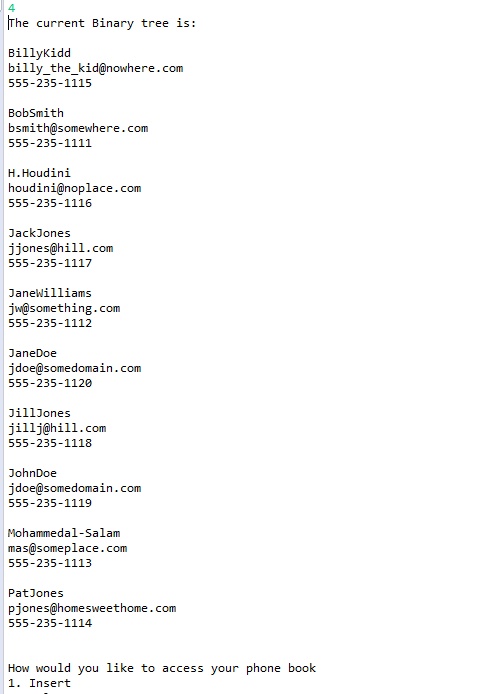 4
The current Binary tree is:
BillyKidd
billy_the_kid@nowhere.com
555-235-1115
BobSmith
bsmith@somewhere.com
555-235-1111
H.Houdini
houdini@noplace.com
555-235-1116
JackJones
jjones@hill.com
555-235-1117
JaneWilliams
jw@something.com
555-235-1112
JaneDoe
jdoe@somedomain.com
555-235-1120
JillJones
jillj@hill.com
555-235-1118
JohnDoe
jdoe@somedomain.com
555-235-1119
Mohammedal-Salam
mas@someplace.com
555-235-1113
PatJones
pjones@homesweethome.com
555-235-1114
How would you like to access your phone book
1. Insert